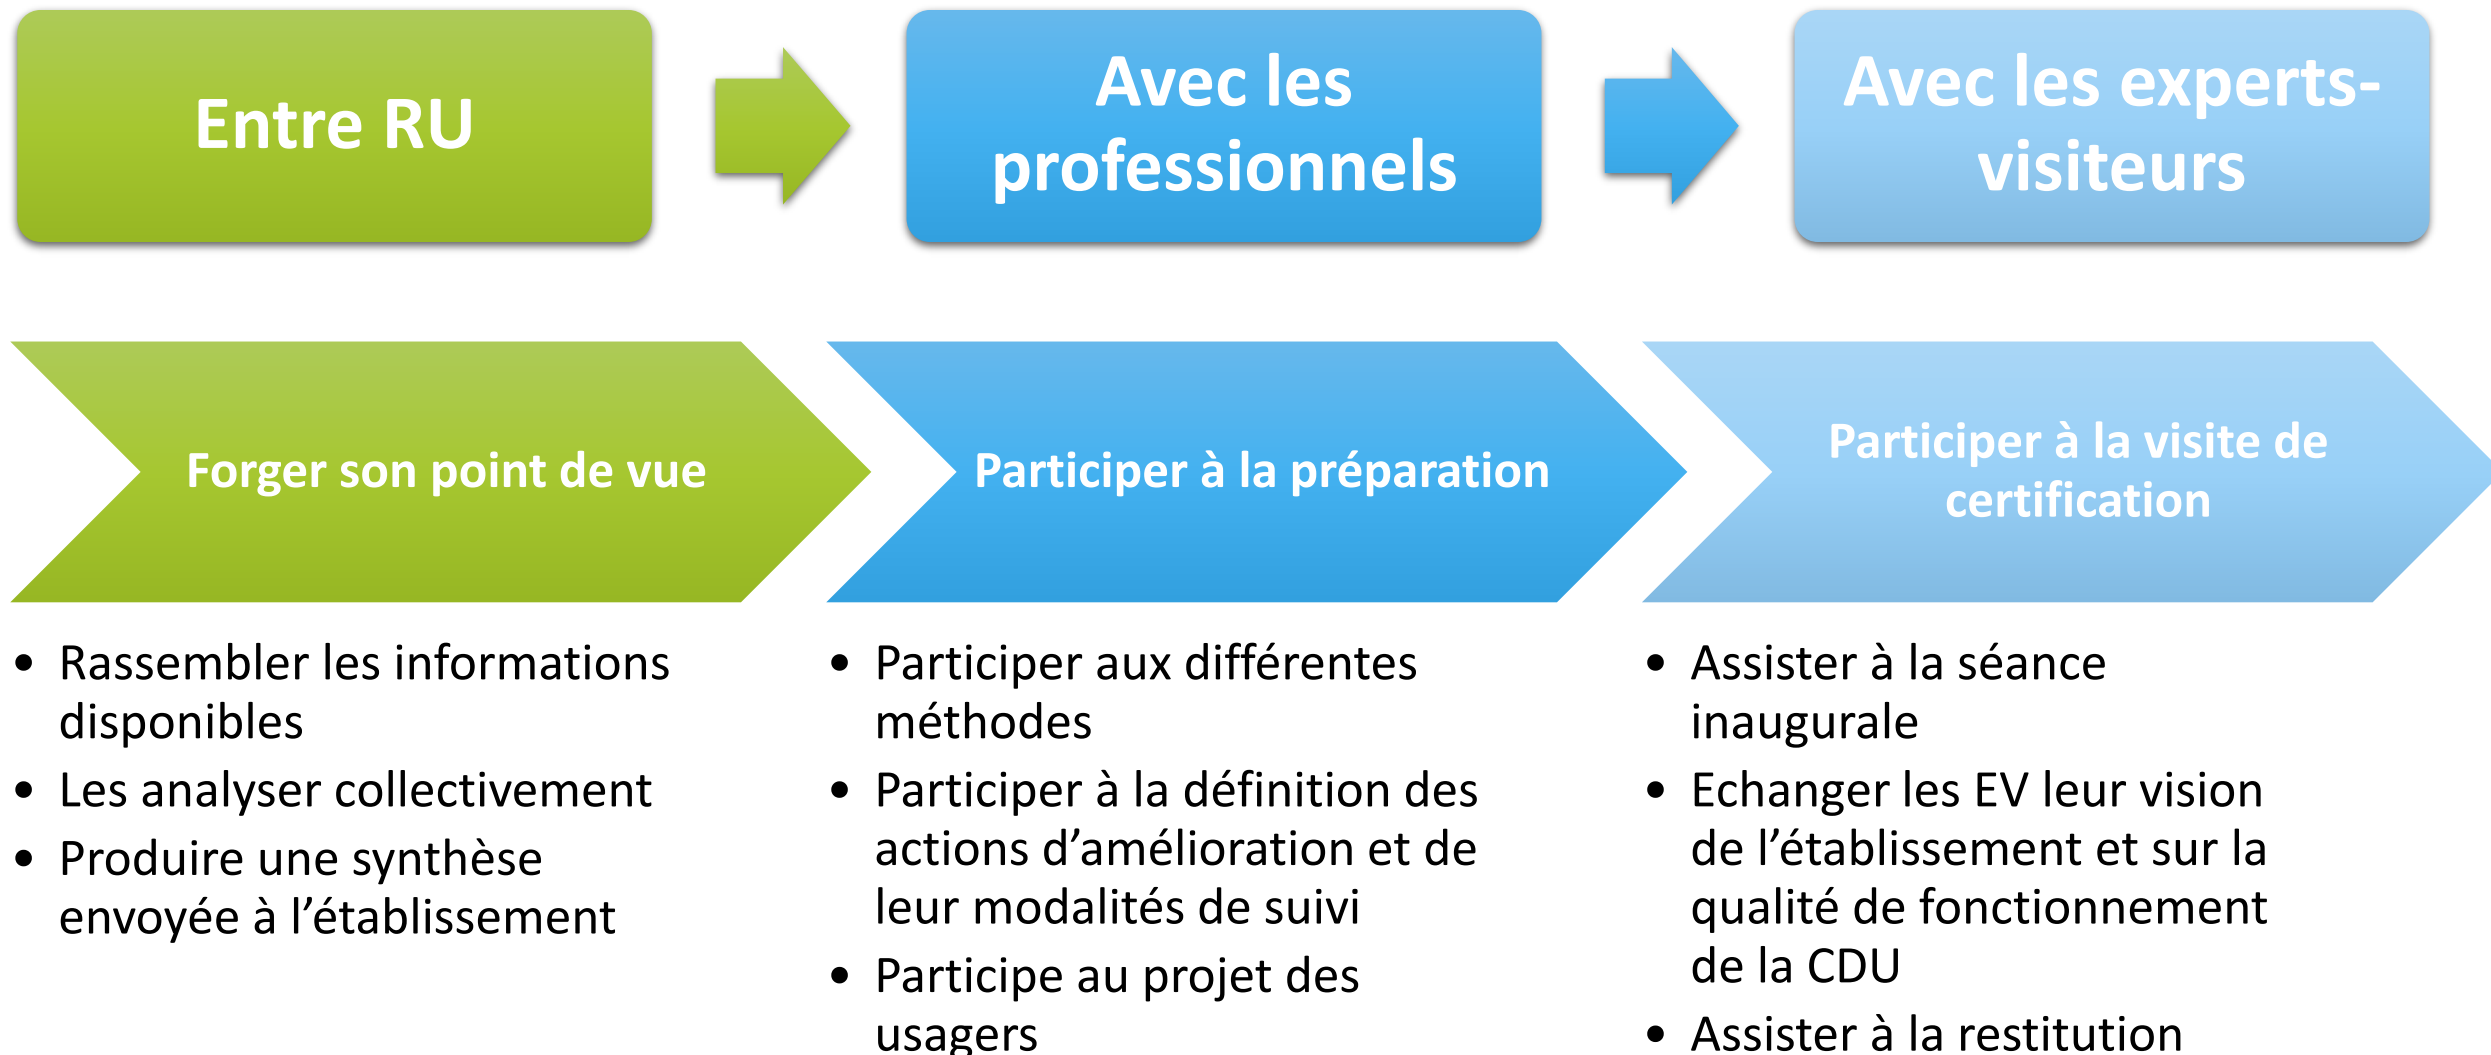 Entre RU
Avec les
professionnels
Avec les experts-
visiteurs
Forger son point de vue
Participer à la préparation
Participer à la visite de
certification
• Rassembler les informations
disponibles
• Les analyser collectivement
• Produire une synthèse
envoyée à l’établissement
• Participer aux différentes
méthodes
• Participer à la définition des
actions d’amélioration et de
leur modalités de suivi
• Participe au projet des
usagers
• Assister à la séance
inaugurale
• Echanger les EV leur vision
de l’établissement et sur la
qualité de fonctionnement
de la CDU
• Assister à la restitution